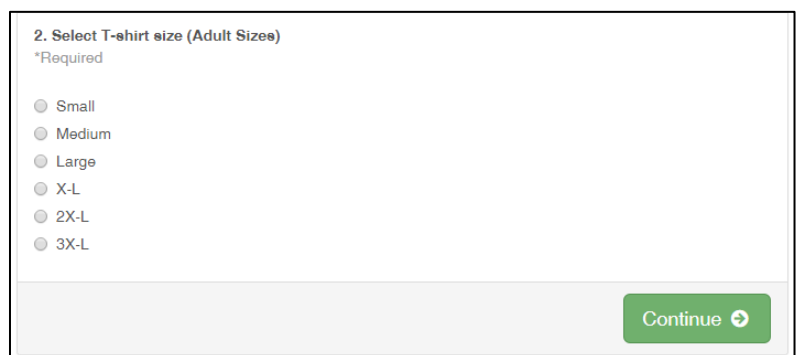 2. Select T-shirt size (Adult Sizes)
*Required
Small
Medium
Large
X-L
2X-L
3X-L
Continue